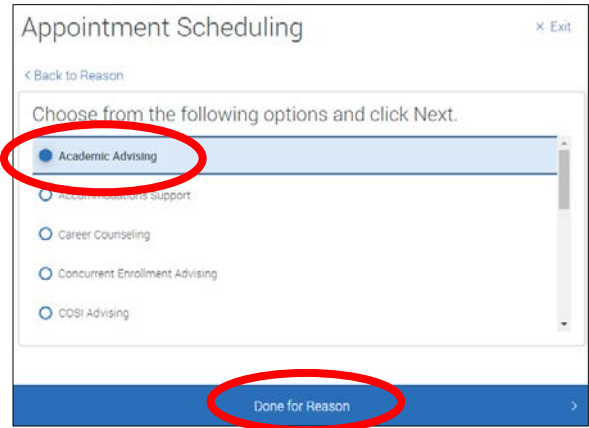 Appointment Scheduling
× Exit
< Back to Reason
Choose from the following options and click Next.
Academic Advising
Accommodations Support
Career Counseling
Concurrent Enrollment Advising
COSI Advising
Done for Reason >